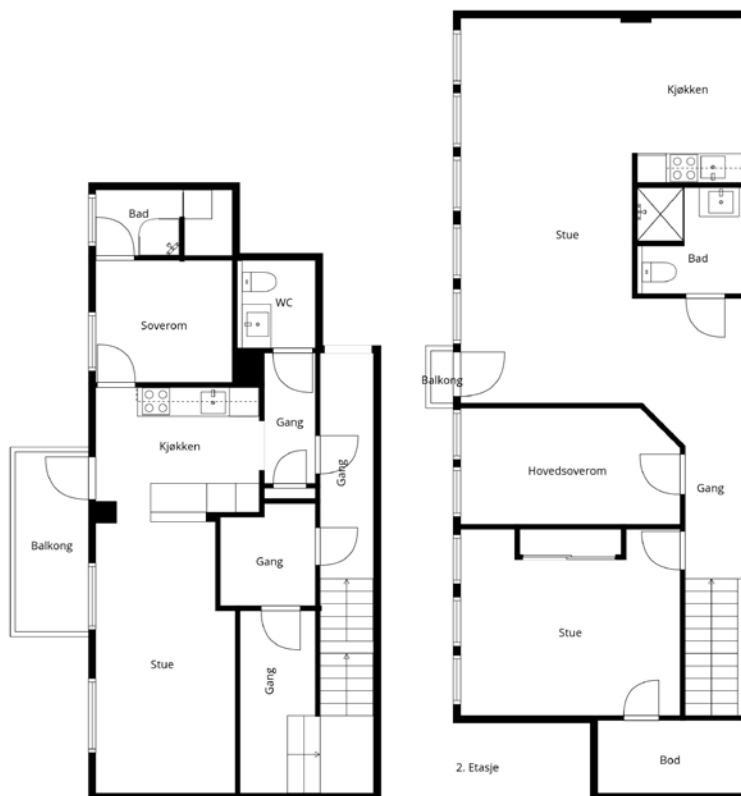 Bad
Soverom
WC
Kjøkken
Gang
Gang
Balkong
Gang
Stue
Gang
Kjøkken
Stue
Bad
Balkong
Hovedsoverom
Gang
Stue
2. Etasje
Bod